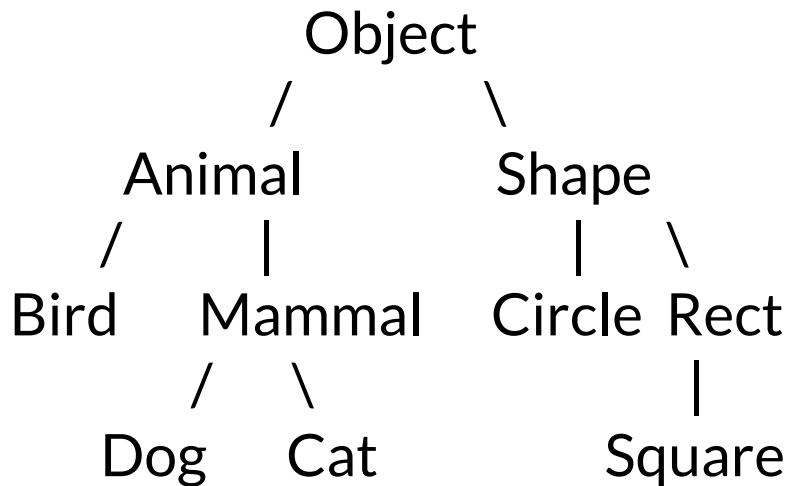 Object
/ \
Animal Shape
/ | | \
Bird Mammal Circle Rect
/ \ |
Dog Cat Square